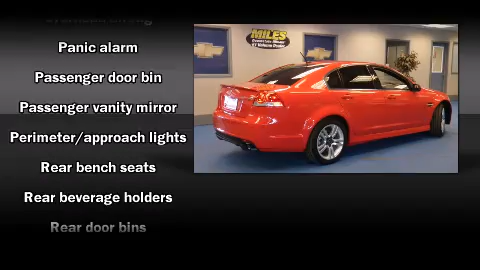 Panic alarm
Passenger door bin
Passenger vanity mirror
Perimeter/approach lights
Rear bench seats
Rear beverage holders
Rear door bins
MILES